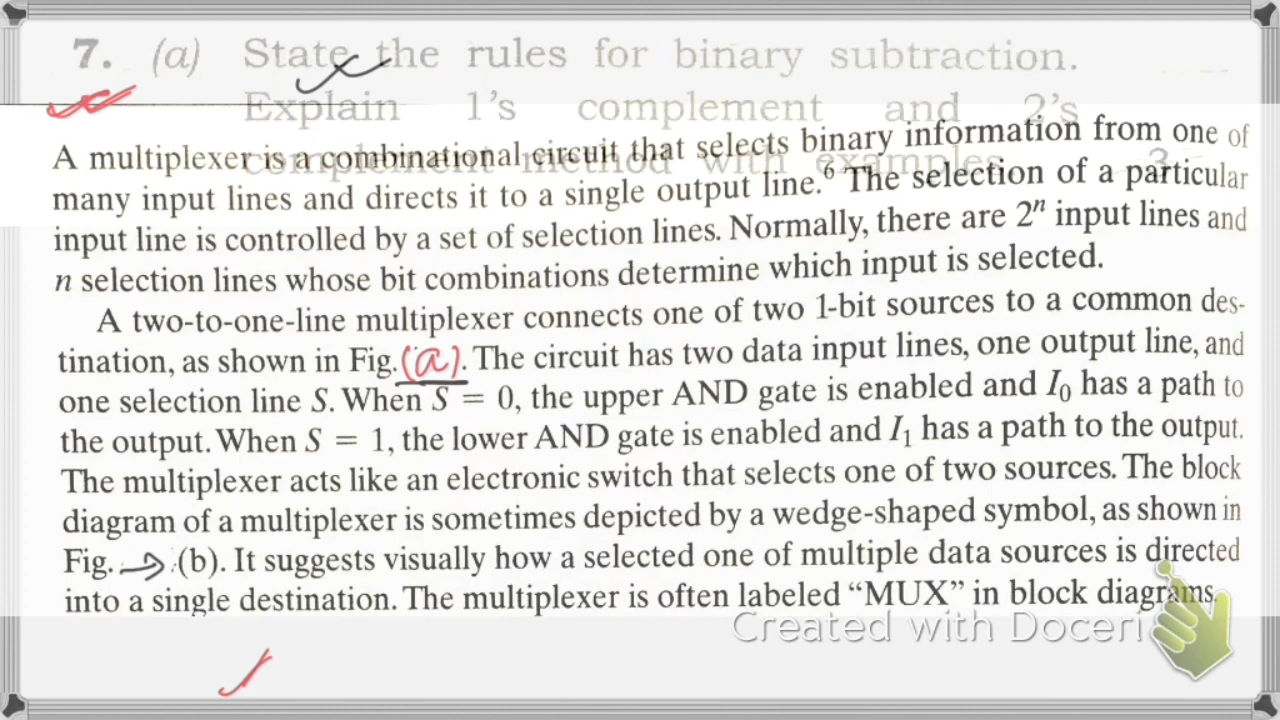 7. (a) State the rules for binary subtraction.
Explain 1's complement and 2's
complement method with examples. 3
A multiplexer is a combinational circuit that selects binary information from one of
many input lines and directs it to a single output line.⁶ The selection of a particular
input line is controlled by a set of selection lines. Normally, there are 2ⁿ input lines and
n selection lines whose bit combinations determine which input is selected.
A two-to-one-line multiplexer connects one of two 1-bit sources to a common des-
tination, as shown in Fig. (a). The circuit has two data input lines, one output line, and
one selection line S. When S = 0, the upper AND gate is enabled and I₀ has a path to
the output. When S = 1, the lower AND gate is enabled and I₁ has a path to the output.
The multiplexer acts like an electronic switch that selects one of two sources. The block
diagram of a multiplexer is sometimes depicted by a wedge-shaped symbol, as shown in
Fig. → (b). It suggests visually how a selected one of multiple data sources is directed
into a single destination. The multiplexer is often labeled “MUX” in block diagrams.
Created with Doceri